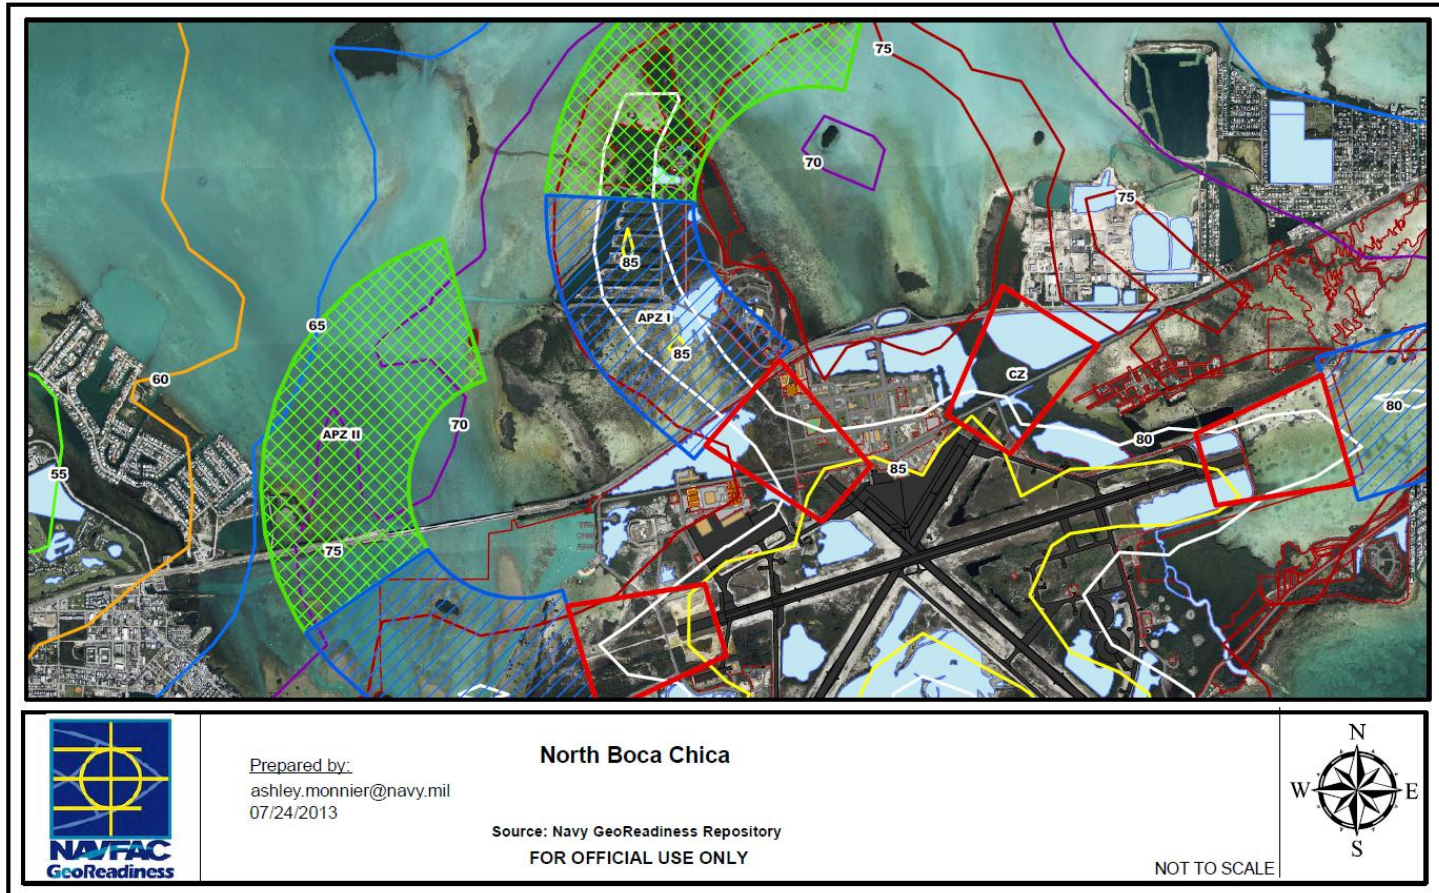 75
70
75
85
APZ I
65
85
CZ
60
80
70
80
APZ II
85
55
75
N
W E
S
NAVFAC
GeoReadiness
Prepared by:
ashley.monnier@navy.mil
07/24/2013
North Boca Chica
Source: Navy GeoReadiness Repository
FOR OFFICIAL USE ONLY
NOT TO SCALE